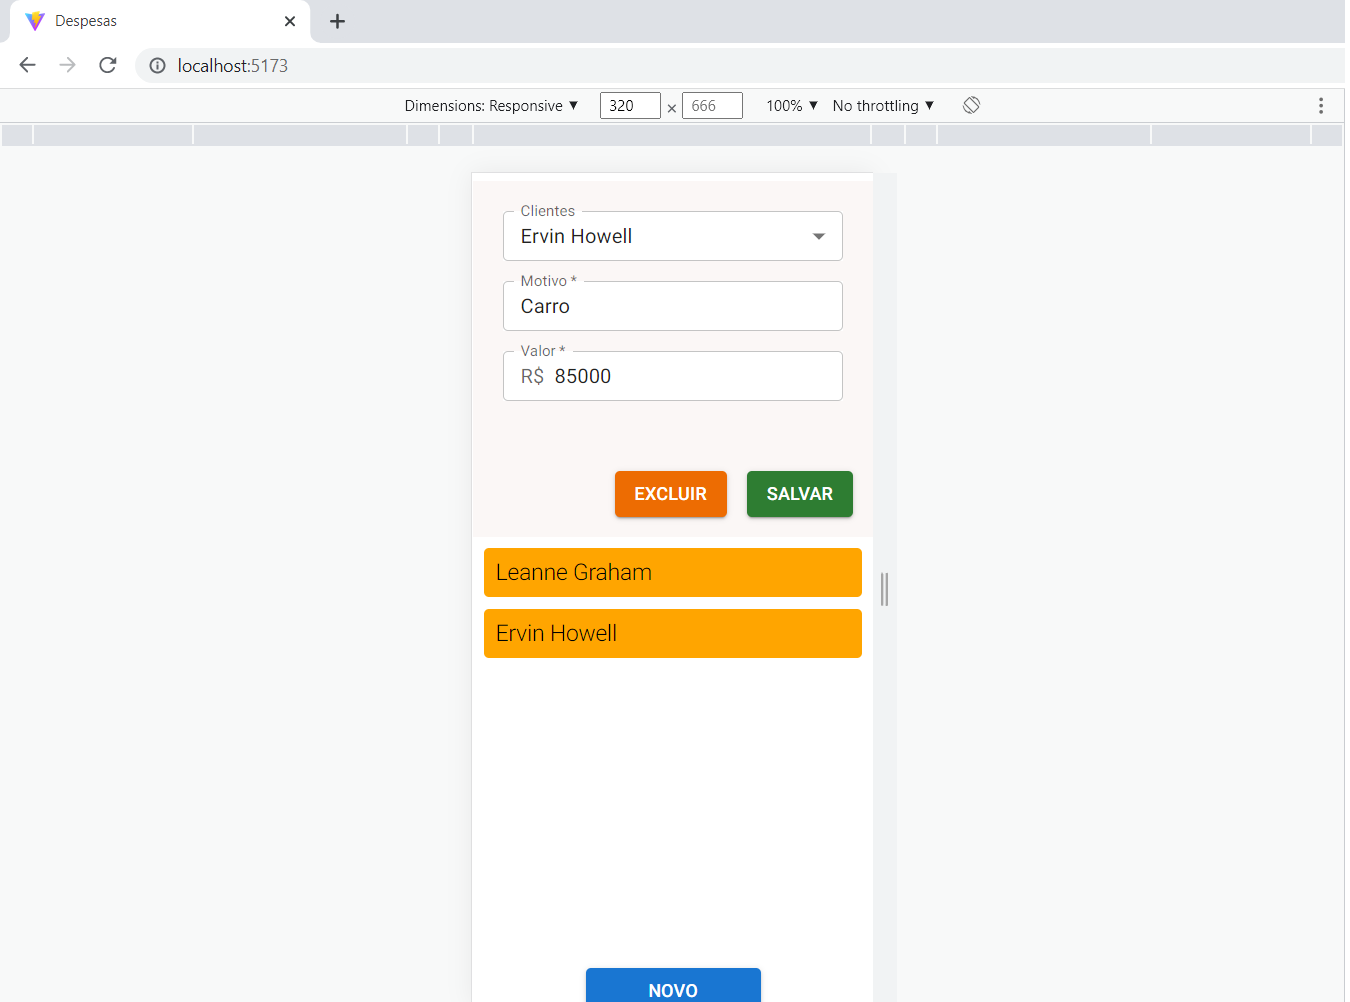 Despesas
localhost:5173
Dimensions: Responsive ▼ 320 × 666 100% ▼ No throttling ▼
Clientes
Ervin Howell
Motivo *
Carro
Valor *
R$ 85000
EXCLUIR SALVAR
Leanne Graham
Ervin Howell
NOVO